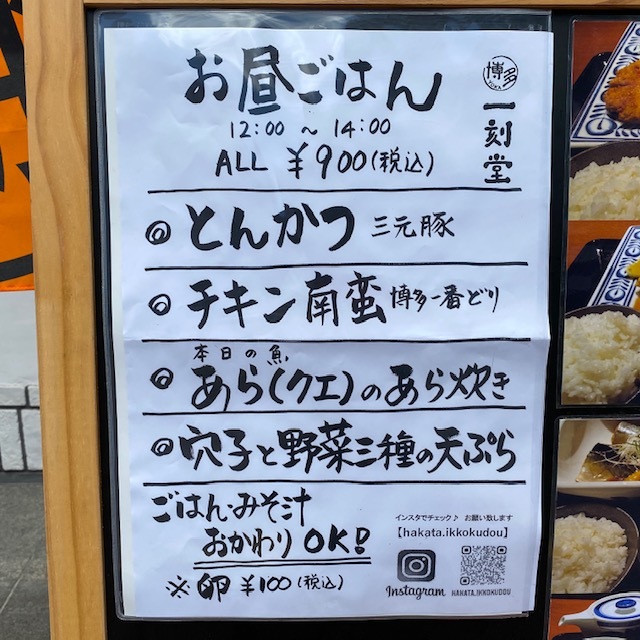 お昼ごはん
12:00 ~ 14:00
ALL ¥900(税込)
博多
一刻堂
◎ とんかつ 三元豚
◎ チキン南蛮 博多一番どり
本日の魚
◎ あら(クエ)のあら炊き
◎ 穴子と野菜三種の天ぷら
ごはん・みそ汁
おかわりOK!
※ 卵 ¥100(税込)
インスタでチェック♪ お願い致します
【hakata.ikkokudou】
Instagram
HAKATA.IKKOKUDOU